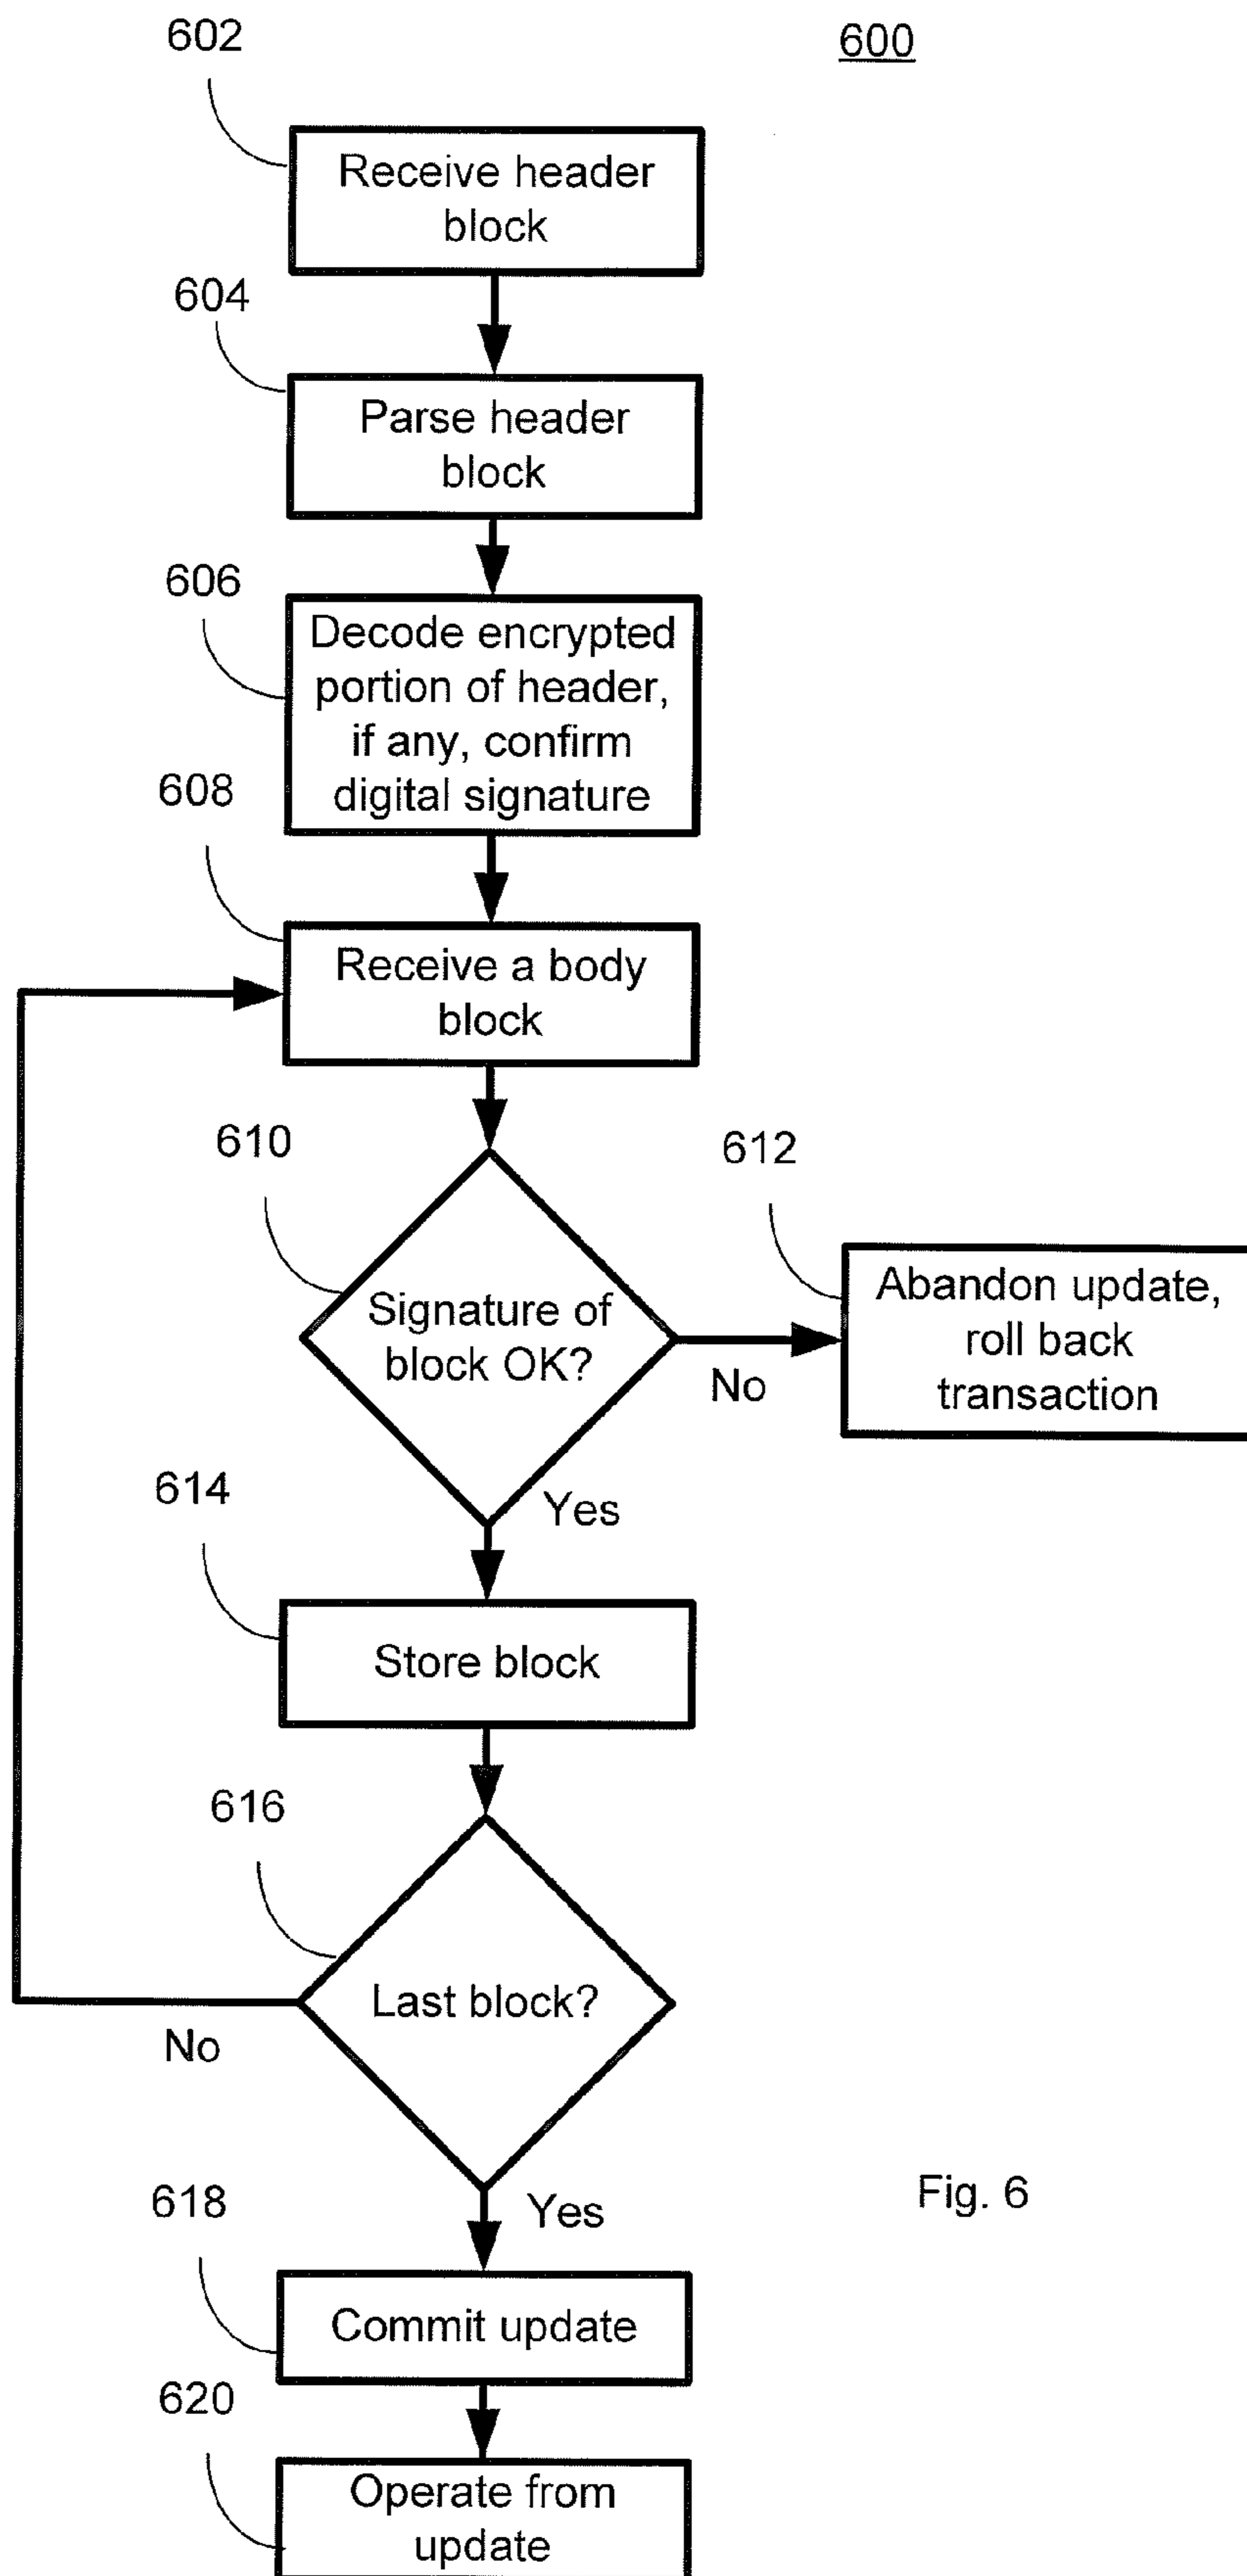 602
600
Receive header
block
604
Parse header
block
606
Decode encrypted
portion of header,
if any, confirm
digital signature
608
Receive a body
block
610
Signature of
block OK?
No
612
Abandon update,
roll back
transaction
Yes
614
Store block
616
Last block?
No
Yes
Fig. 6
618
Commit update
620
Operate from
update